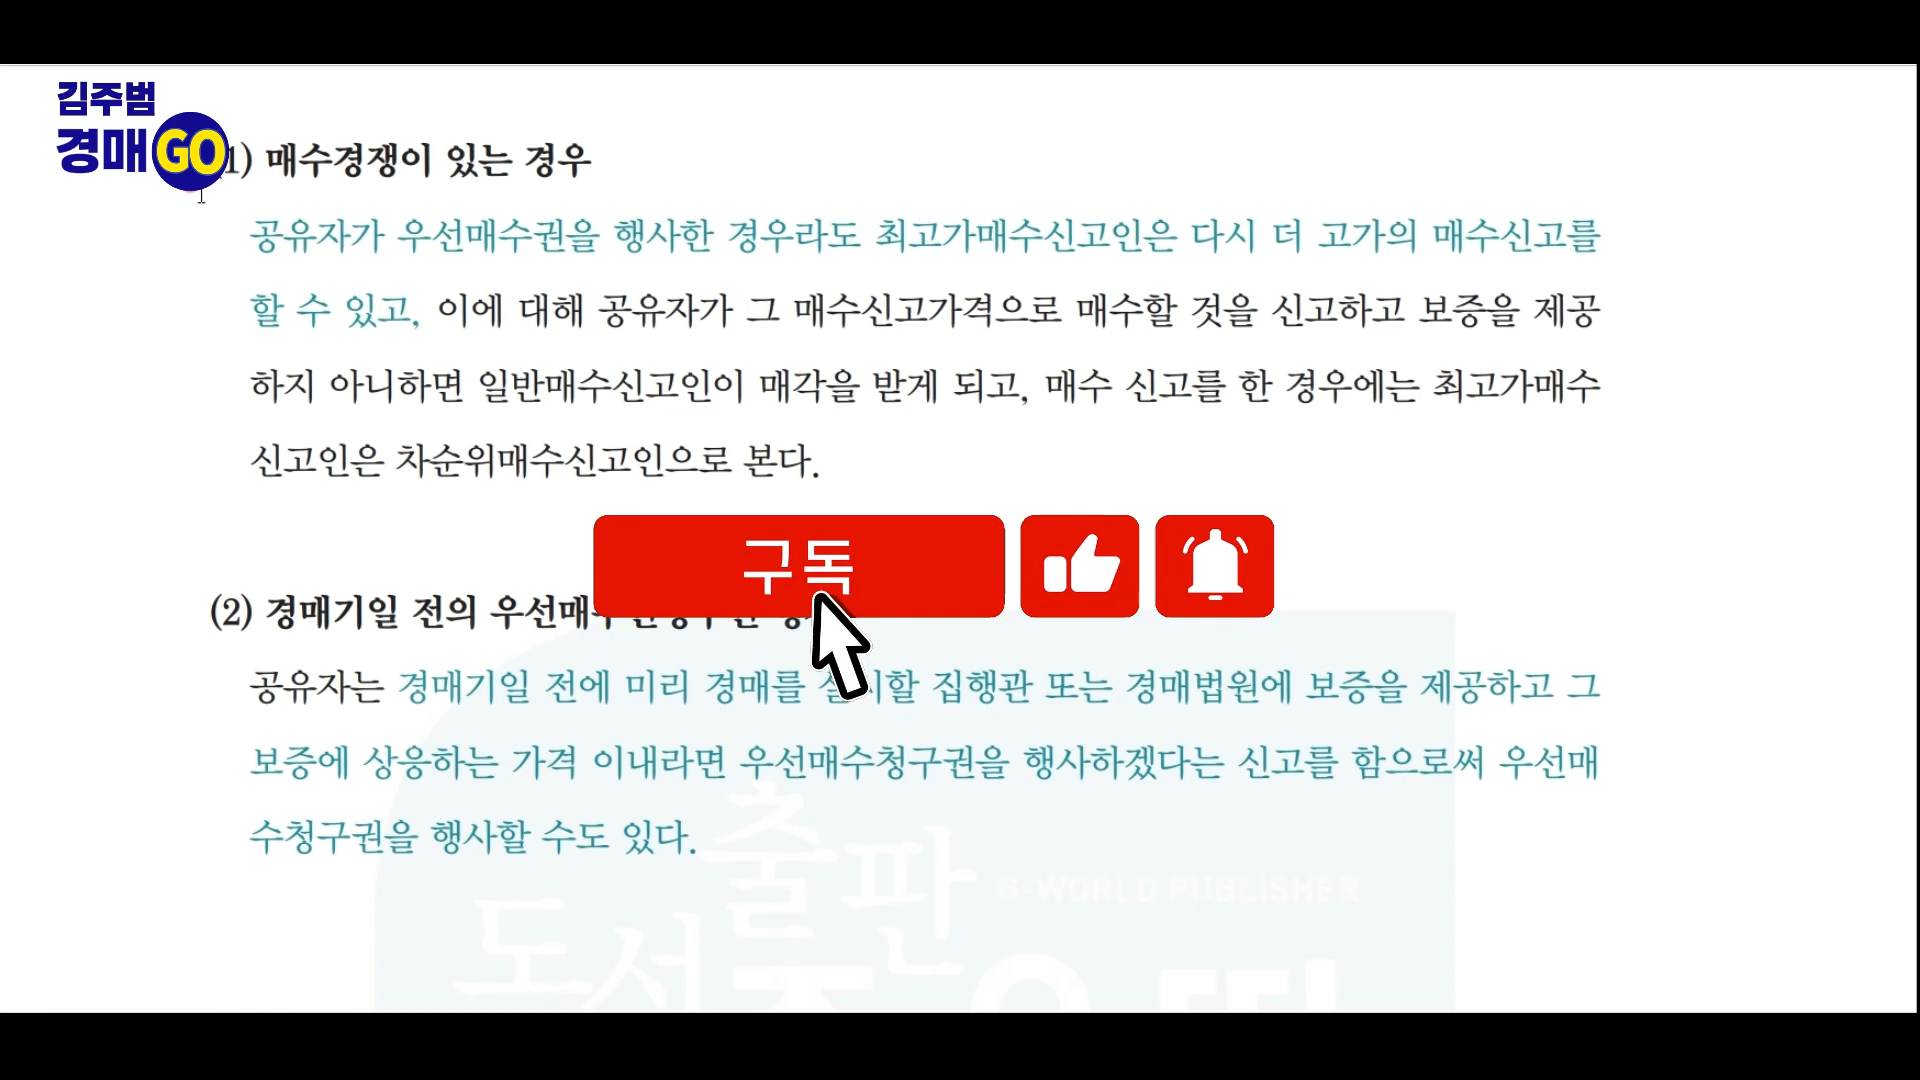 김주범
경매GO
1) 매수경쟁이 있는 경우
공유자가 우선매수권을 행사한 경우라도 최고가매수신고인은 다시 더 고가의 매수신고를
할 수 있고, 이에 대해 공유자가 그 매수신고가격으로 매수할 것을 신고하고 보증을 제공
하지 아니하면 일반매수신고인이 매각을 받게 되고, 매수 신고를 한 경우에는 최고가매수
신고인은 차순위매수신고인으로 본다.
구독
(2) 경매기일 전의 우선매
공유자는 경매기일 전에 미리 경매를 실시할 집행관 또는 경매법원에 보증을 제공하고 그
보증에 상응하는 가격 이내라면 우선매수청구권을 행사하겠다는 신고를 함으로써 우선매
수청구권을 행사할 수도 있다.
출판
G-WORLD PUBLISHER
도서